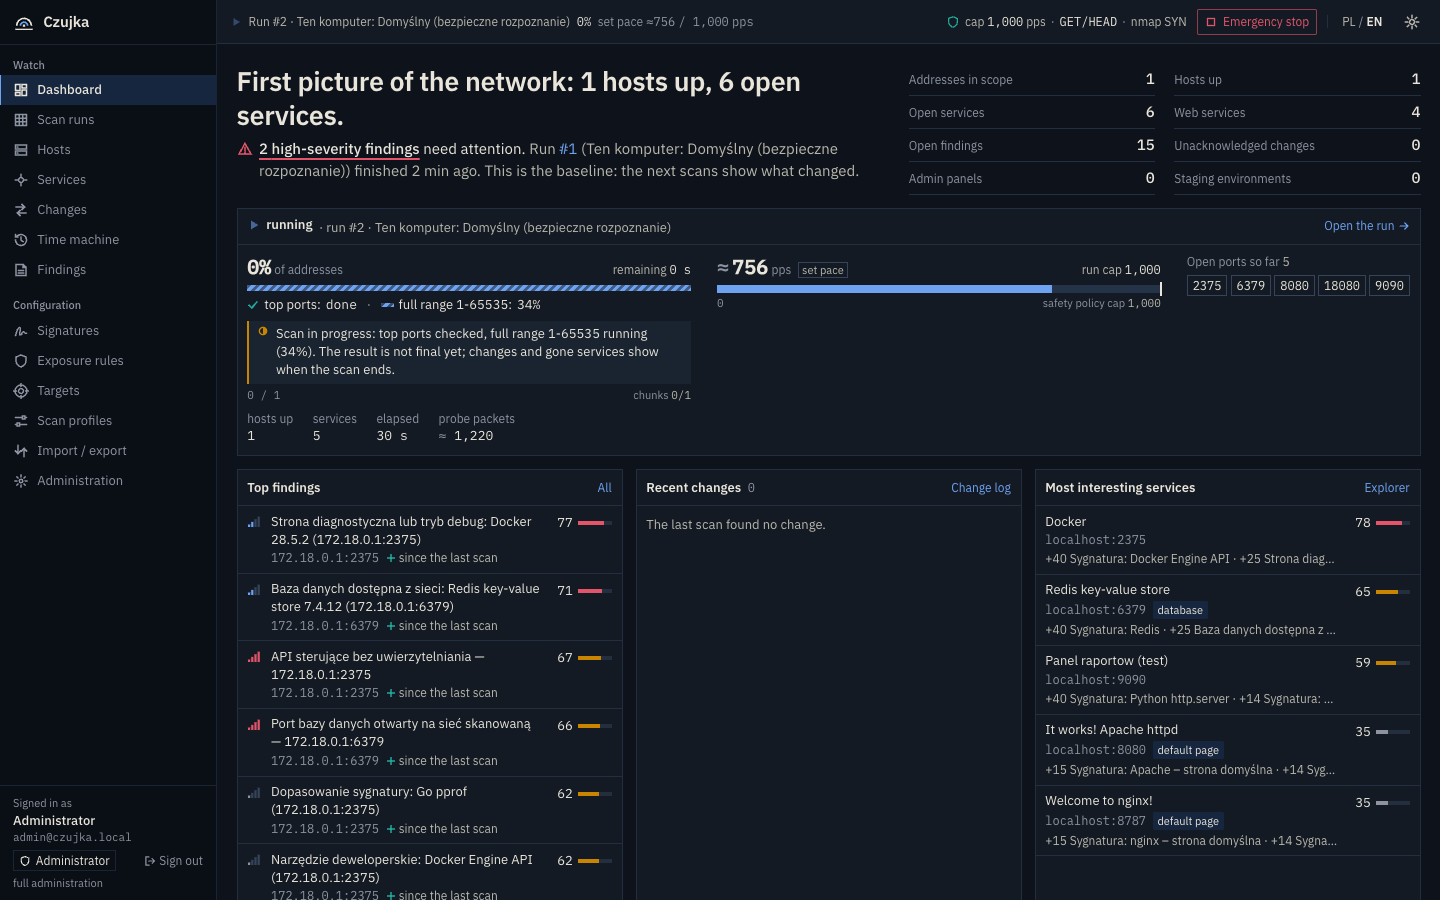 Czujka
Run #2 · Ten komputer: Domyślny (bezpieczne rozpoznanie) 0% set pace ≈756 / 1,000 pps
cap 1,000 pps · GET/HEAD · nmap SYN
Emergency stop
PL / EN
Watch
Dashboard
Scan runs
Hosts
Services
Changes
Time machine
Findings
Configuration
Signatures
Exposure rules
Targets
Scan profiles
Import / export
Administration
Signed in as
Administrator
admin@czujka.local
Administrator
Sign out
full administration
First picture of the network: 1 hosts up, 6 open
services.
2 high-severity findings need attention. Run #1 (Ten komputer: Domyślny (bezpieczne
rozpoznanie)) finished 2 min ago. This is the baseline: the next scans show what changed.
Addresses in scope 1
Hosts up 1
Open services 6
Web services 4
Open findings 15
Unacknowledged changes 0
Admin panels 0
Staging environments 0
running · run #2 · Ten komputer: Domyślny (bezpieczne rozpoznanie)
Open the run →
0% of addresses remaining 0 s
top ports: done · full range 1-65535: 34%
Scan in progress: top ports checked, full range 1-65535 running
(34%). The result is not final yet; changes and gone services show
when the scan ends.
0 / 1 chunks 0/1
hosts up services elapsed probe packets
1 5 30 s ≈ 1,220
≈756 pps set pace run cap 1,000
0 safety policy cap 1,000
Open ports so far 5
2375 6379 8080 18080 9090
Top findings All
Strona diagnostyczna lub tryb debug: Docker
28.5.2 (172.18.0.1:2375)
77
172.18.0.1:2375 + since the last scan
Baza danych dostępna z sieci: Redis key-value
store 7.4.12 (172.18.0.1:6379)
71
172.18.0.1:6379 + since the last scan
API sterujące bez uwierzytelniania —
172.18.0.1:2375
67
172.18.0.1:2375 + since the last scan
Port bazy danych otwarty na sieć skanowaną
— 172.18.0.1:6379
66
172.18.0.1:6379 + since the last scan
Dopasowanie sygnatury: Go pprof
(172.18.0.1:2375)
62
172.18.0.1:2375 + since the last scan
Narzędzie deweloperskie: Docker Engine API
(172.18.0.1:2375)
62
172.18.0.1:2375 + since the last scan
Recent changes 0 Change log
The last scan found no change.
Most interesting services Explorer
Docker 78
localhost:2375
+40 Sygnatura: Docker Engine API · +25 Strona diag…
Redis key-value store 65
localhost:6379 database
+40 Sygnatura: Redis · +25 Baza danych dostępna z …
Panel raportow (test) 59
localhost:9090
+40 Sygnatura: Python http.server · +14 Sygnatura: …
It works! Apache httpd 35
localhost:8080 default page
+15 Sygnatura: Apache – strona domyślna · +14 Syg…
Welcome to nginx! 35
localhost:8787 default page
+15 Sygnatura: nginx – strona domyślna · +14 Sygna…